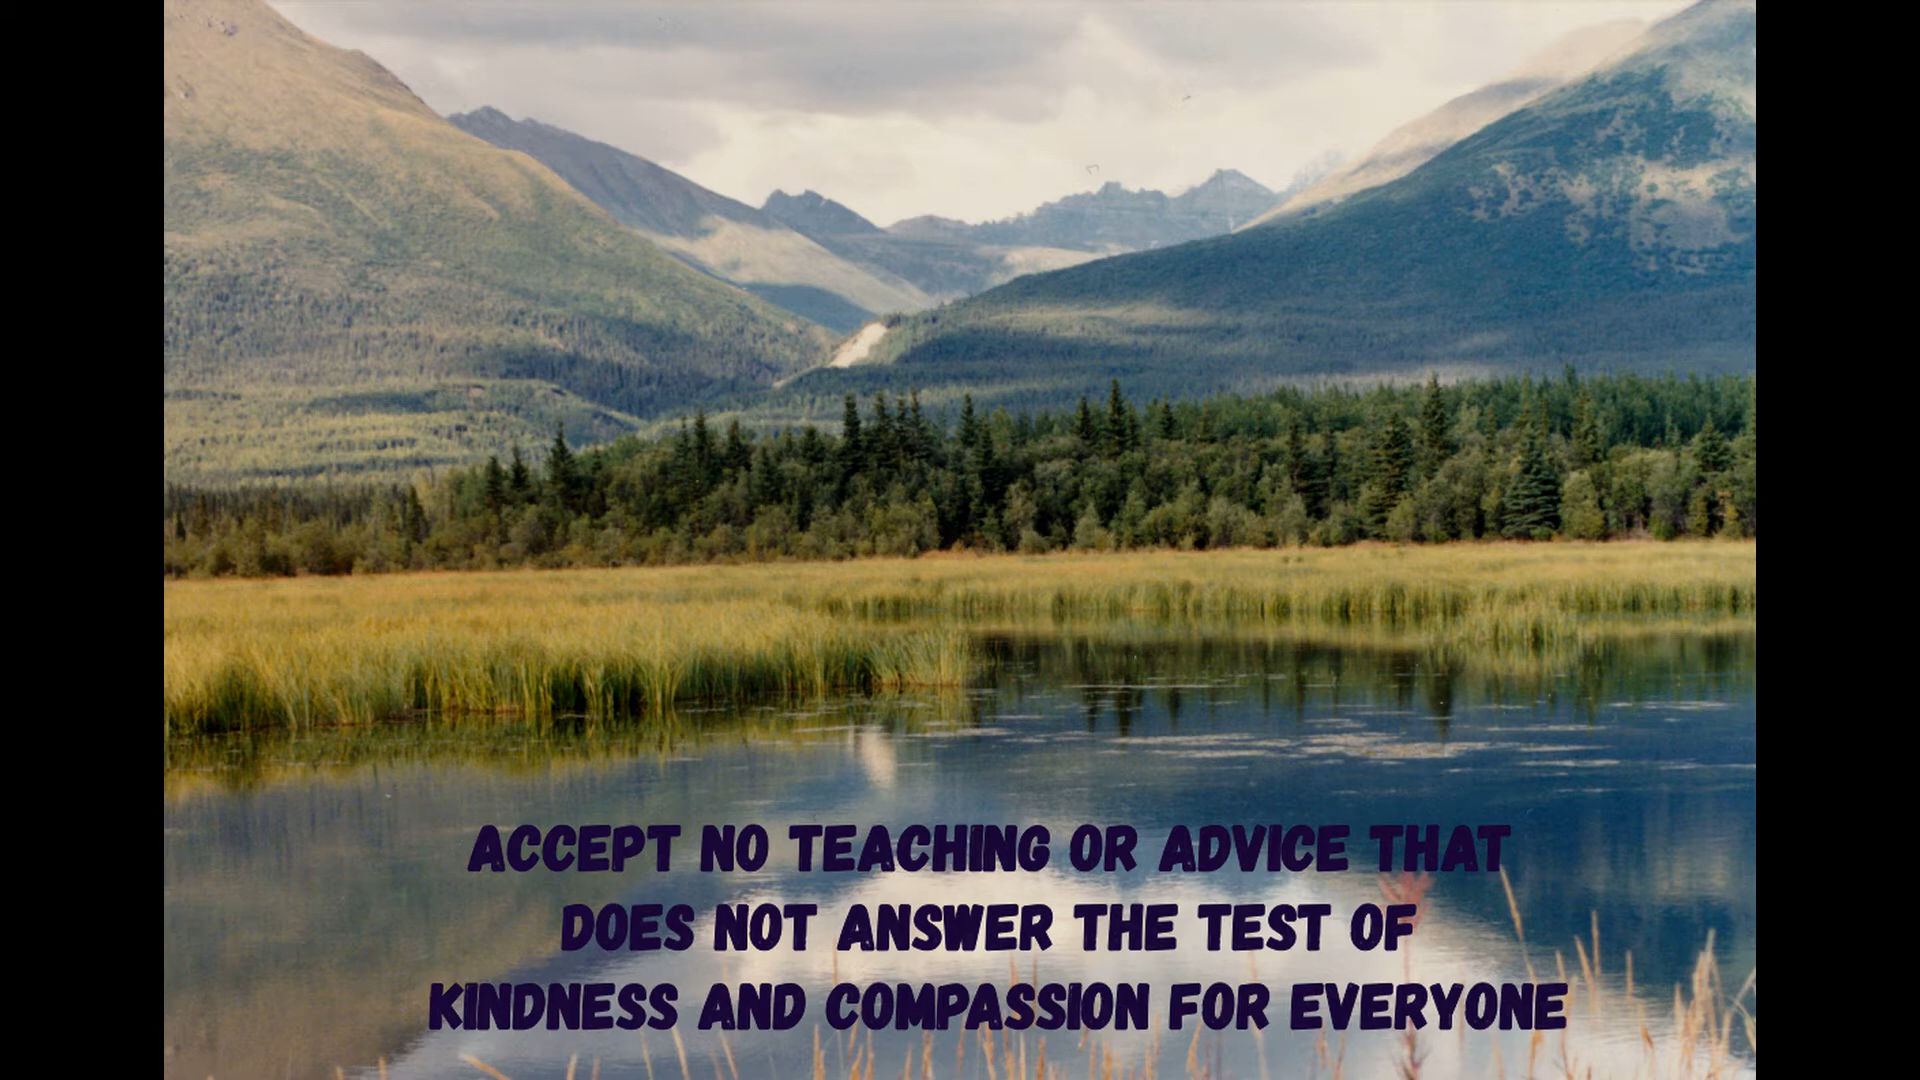 ACCEPT NO TEACHING OR ADVICE THAT
DOES NOT ANSWER THE TEST OF
KINDNESS AND COMPASSION FOR EVERYONE